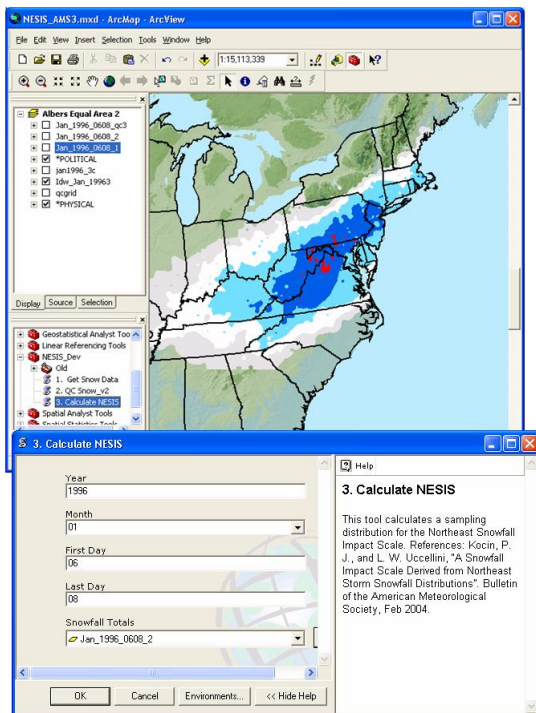 NESIS_AMS3.mxd - ArcMap - ArcView
File Edit View Insert Selection Tools Window Help
1:15,113,339
Albers Equal Area 2
Jan_1996_0608_qc3
Jan_1996_0608_2
Jan_1996_0608_1
*POLITICAL
jan1996_3c
Idw_Jan_19963
qcgrid
*PHYSICAL
Display Source Selection
Geostatistical Analyst Too
Linear Referencing Tools
NESIS_Dev
Old
1. Get Snow Data
2. QC Snow_v2
3. Calculate NESIS
Spatial Analyst Tools
Spatial Statistics Tools
3. Calculate NESIS
Year
1996
Month
01
First Day
06
Last Day
08
Snowfall Totals
Jan_1996_0608_2
OK Cancel Environments... << Hide Help
Help
3. Calculate NESIS
This tool calculates a sampling
distribution for the Northeast Snowfall
Impact Scale. References: Kocin, P.
J., and L. W. Uccellini, "A Snowfall
Impact Scale Derived from Northeast
Storm Snowfall Distributions". Bulletin
of the American Meteorological
Society, Feb 2004.